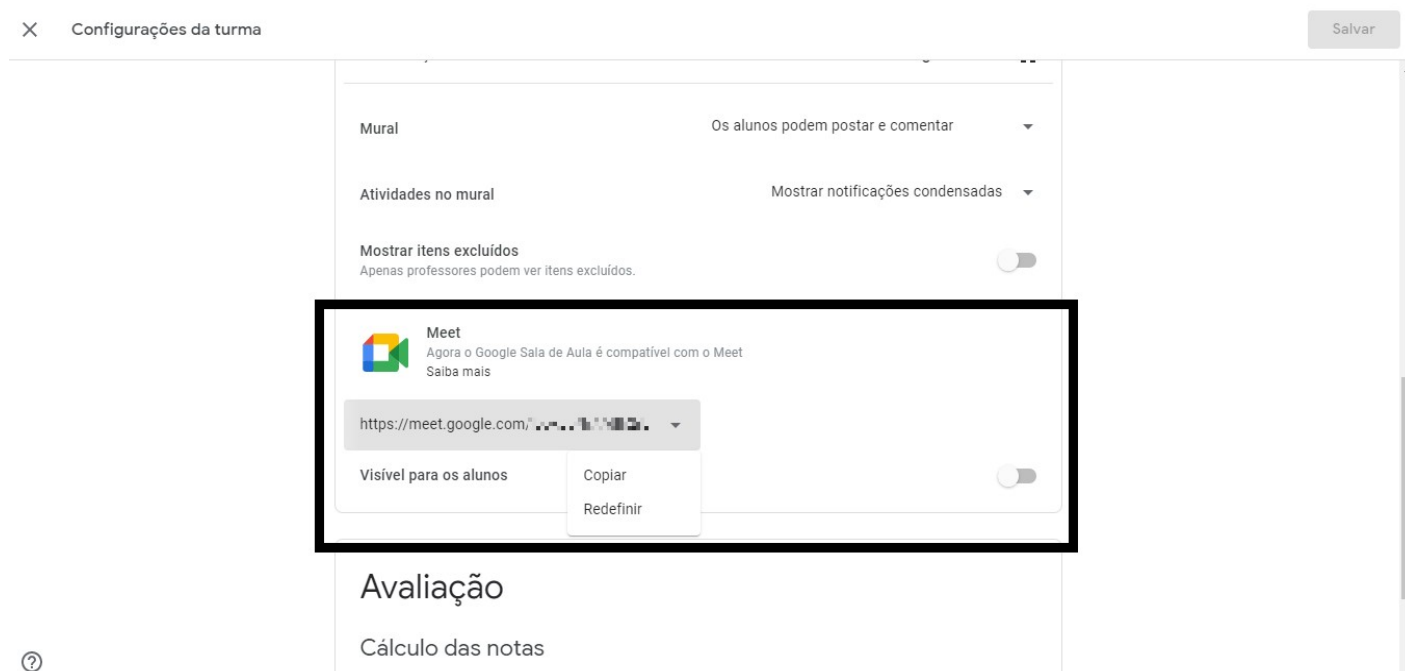 Configurações da turma
Salvar
Mural
Os alunos podem postar e comentar
Atividades no mural
Mostrar notificações condensadas
Mostrar itens excluídos
Apenas professores podem ver itens excluídos.
Meet
Agora o Google Sala de Aula é compatível com o Meet
Saiba mais
https://meet.google.com/
Visível para os alunos
Copiar
Redefinir
Avaliação
Cálculo das notas